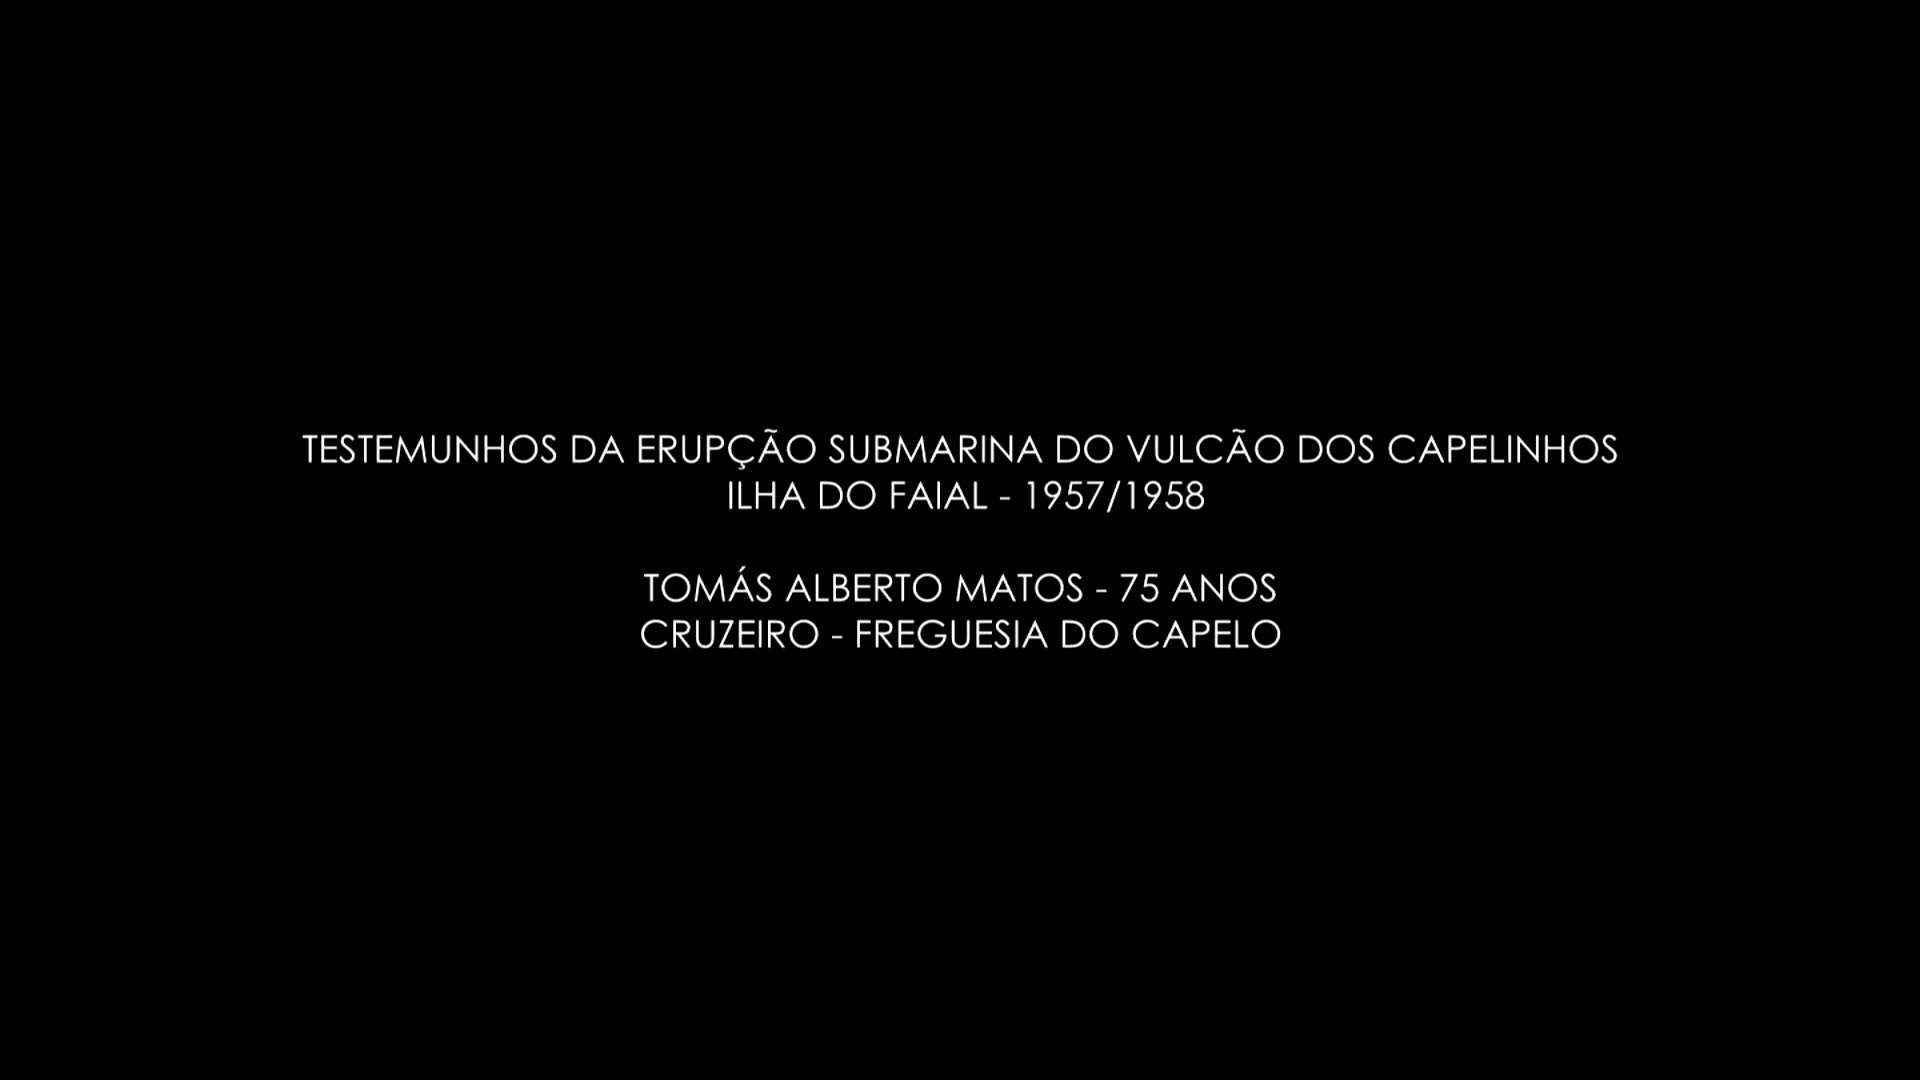 TESTEMUNHOS DA ERUPÇÃO SUBMARINA DO VULCÃO DOS CAPELINHOS
ILHA DO FAIAL - 1957/1958
TOMÁS ALBERTO MATOS - 75 ANOS
CRUZEIRO - FREGUESIA DO CAPELO